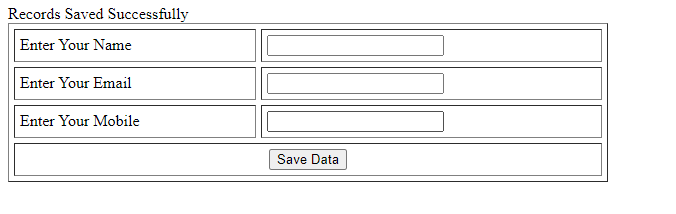 Records Saved Successfully
Enter Your Name
Enter Your Email
Enter Your Mobile
Save Data